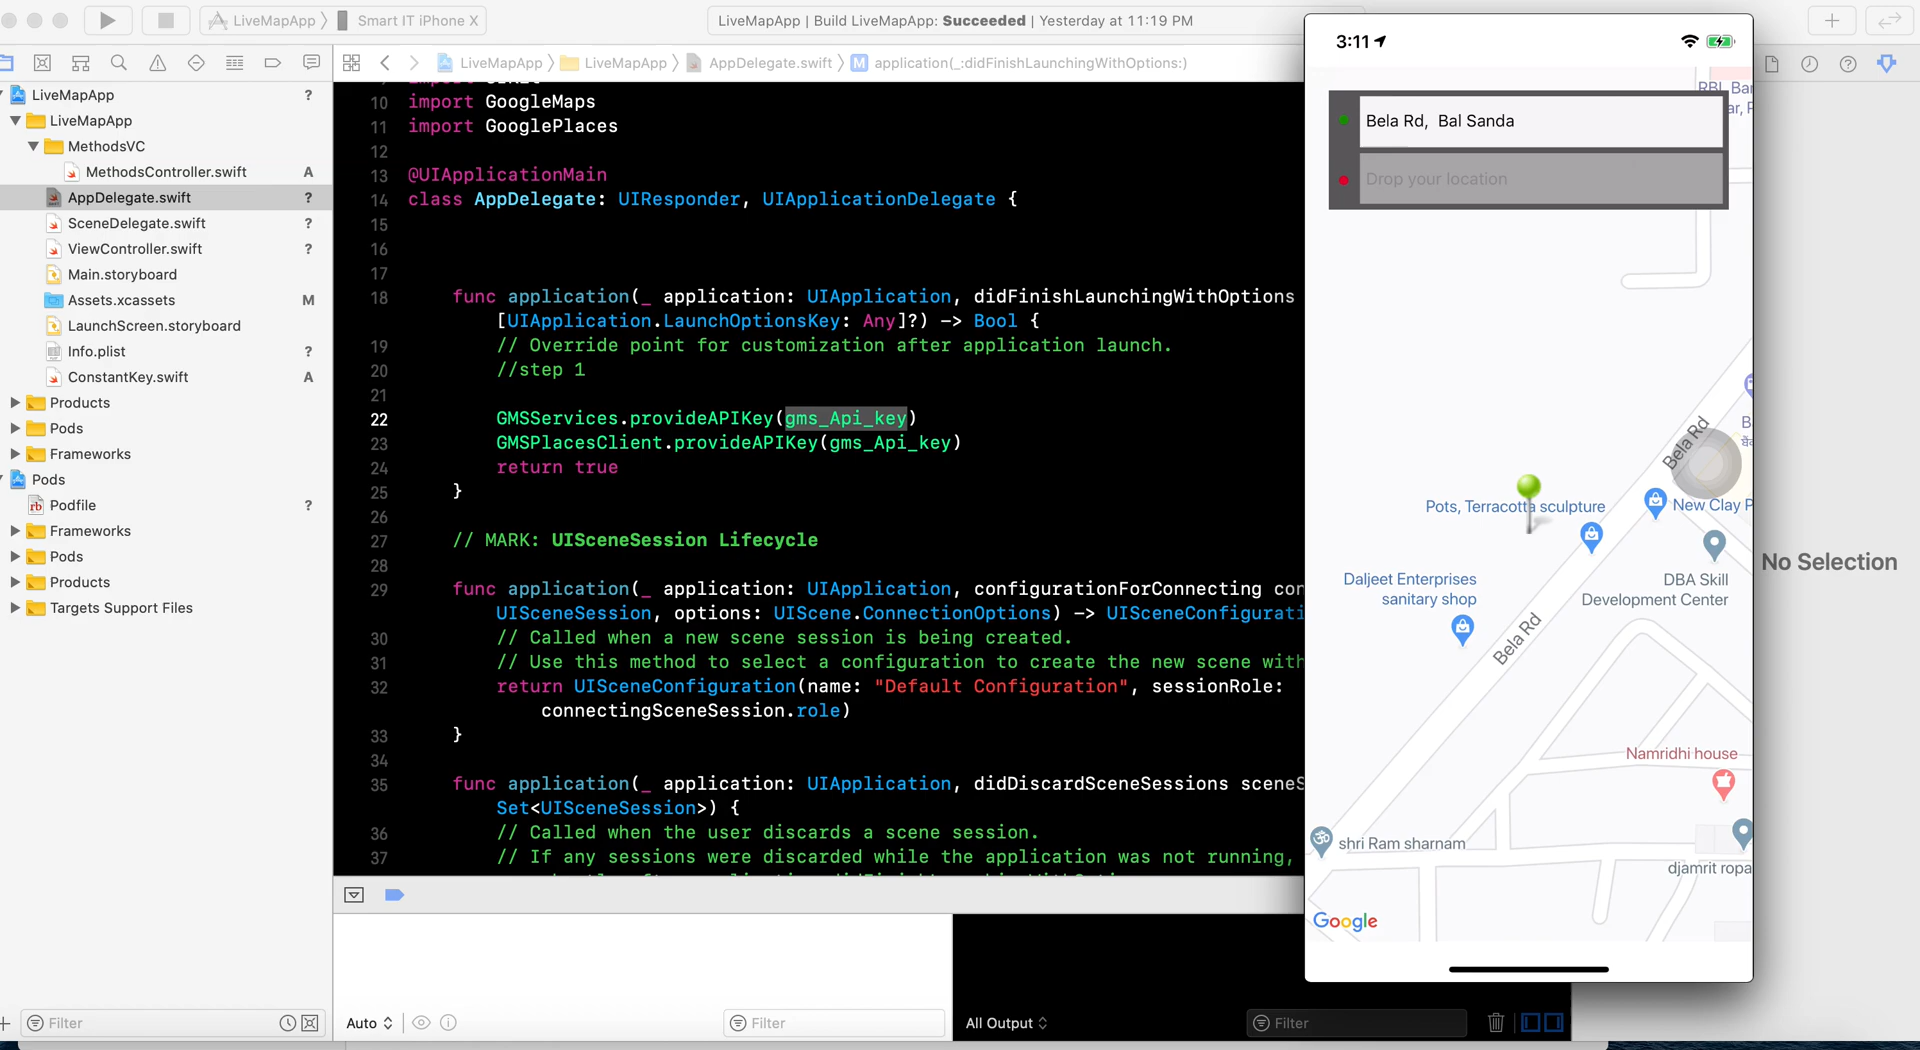 LiveMapApp
Smart IT iPhone X
LiveMapApp | Build LiveMapApp: Succeeded | Yesterday at 11:19 PM
LiveMapApp
LiveMapApp
AppDelegate.swift
M
application(_:didFinishLaunchingWithOptions:)
LiveMapApp ?
LiveMapApp
MethodsVC
MethodsController.swift A
AppDelegate.swift ?
SceneDelegate.swift ?
ViewController.swift ?
Main.storyboard
Assets.xcassets M
LaunchScreen.storyboard
Info.plist ?
ConstantKey.swift A
Products
Pods
Frameworks
Pods
rb Podfile ?
Frameworks
Pods
Products
Targets Support Files
Filter
10 import GoogleMaps
11 import GooglePlaces
12
13 @UIApplicationMain
14 class AppDelegate: UIResponder, UIApplicationDelegate {
15
16
17
18 func application(_ application: UIApplication, didFinishLaunchingWithOptions
[UIApplication.LaunchOptionsKey: Any]?) -> Bool {
19 // Override point for customization after application launch.
20 //step 1
21
22 GMSServices.provideAPIKey(gms_Api_key)
23 GMSPlacesClient.provideAPIKey(gms_Api_key)
24 return true
25 }
26
27 // MARK: UISceneSession Lifecycle
28
29 func application(_ application: UIApplication, configurationForConnecting con
UISceneSession, options: UIScene.ConnectionOptions) -> UISceneConfigurati
30 // Called when a new scene session is being created.
31 // Use this method to select a configuration to create the new scene with
32 return UISceneConfiguration(name: "Default Configuration", sessionRole:
connectingSceneSession.role)
33 }
34
35 func application(_ application: UIApplication, didDiscardSceneSessions sceneS
Set<UISceneSession>) {
36 // Called when the user discards a scene session.
37 // If any sessions were discarded while the application was not running,
Auto
Filter
All Output
Filter
3:11
RBL Ban
ar, P
Bela Rd, Bal Sanda
Drop your location
Bela Rd
Pots, Terracotta sculpture
New Clay P
Daljeet Enterprises
sanitary shop
DBA Skill
Development Center
Bela Rd
Namridhi house
shri Ram sharnam
djamrit ropa
Google
No Selection